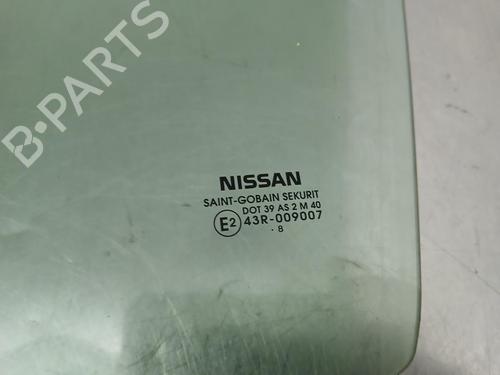 B-PARTS
NISSAN
SAINT-GOBAIN SEKURIT
DOT 39 AS 2 M 40
E2 43R-009007
. 8